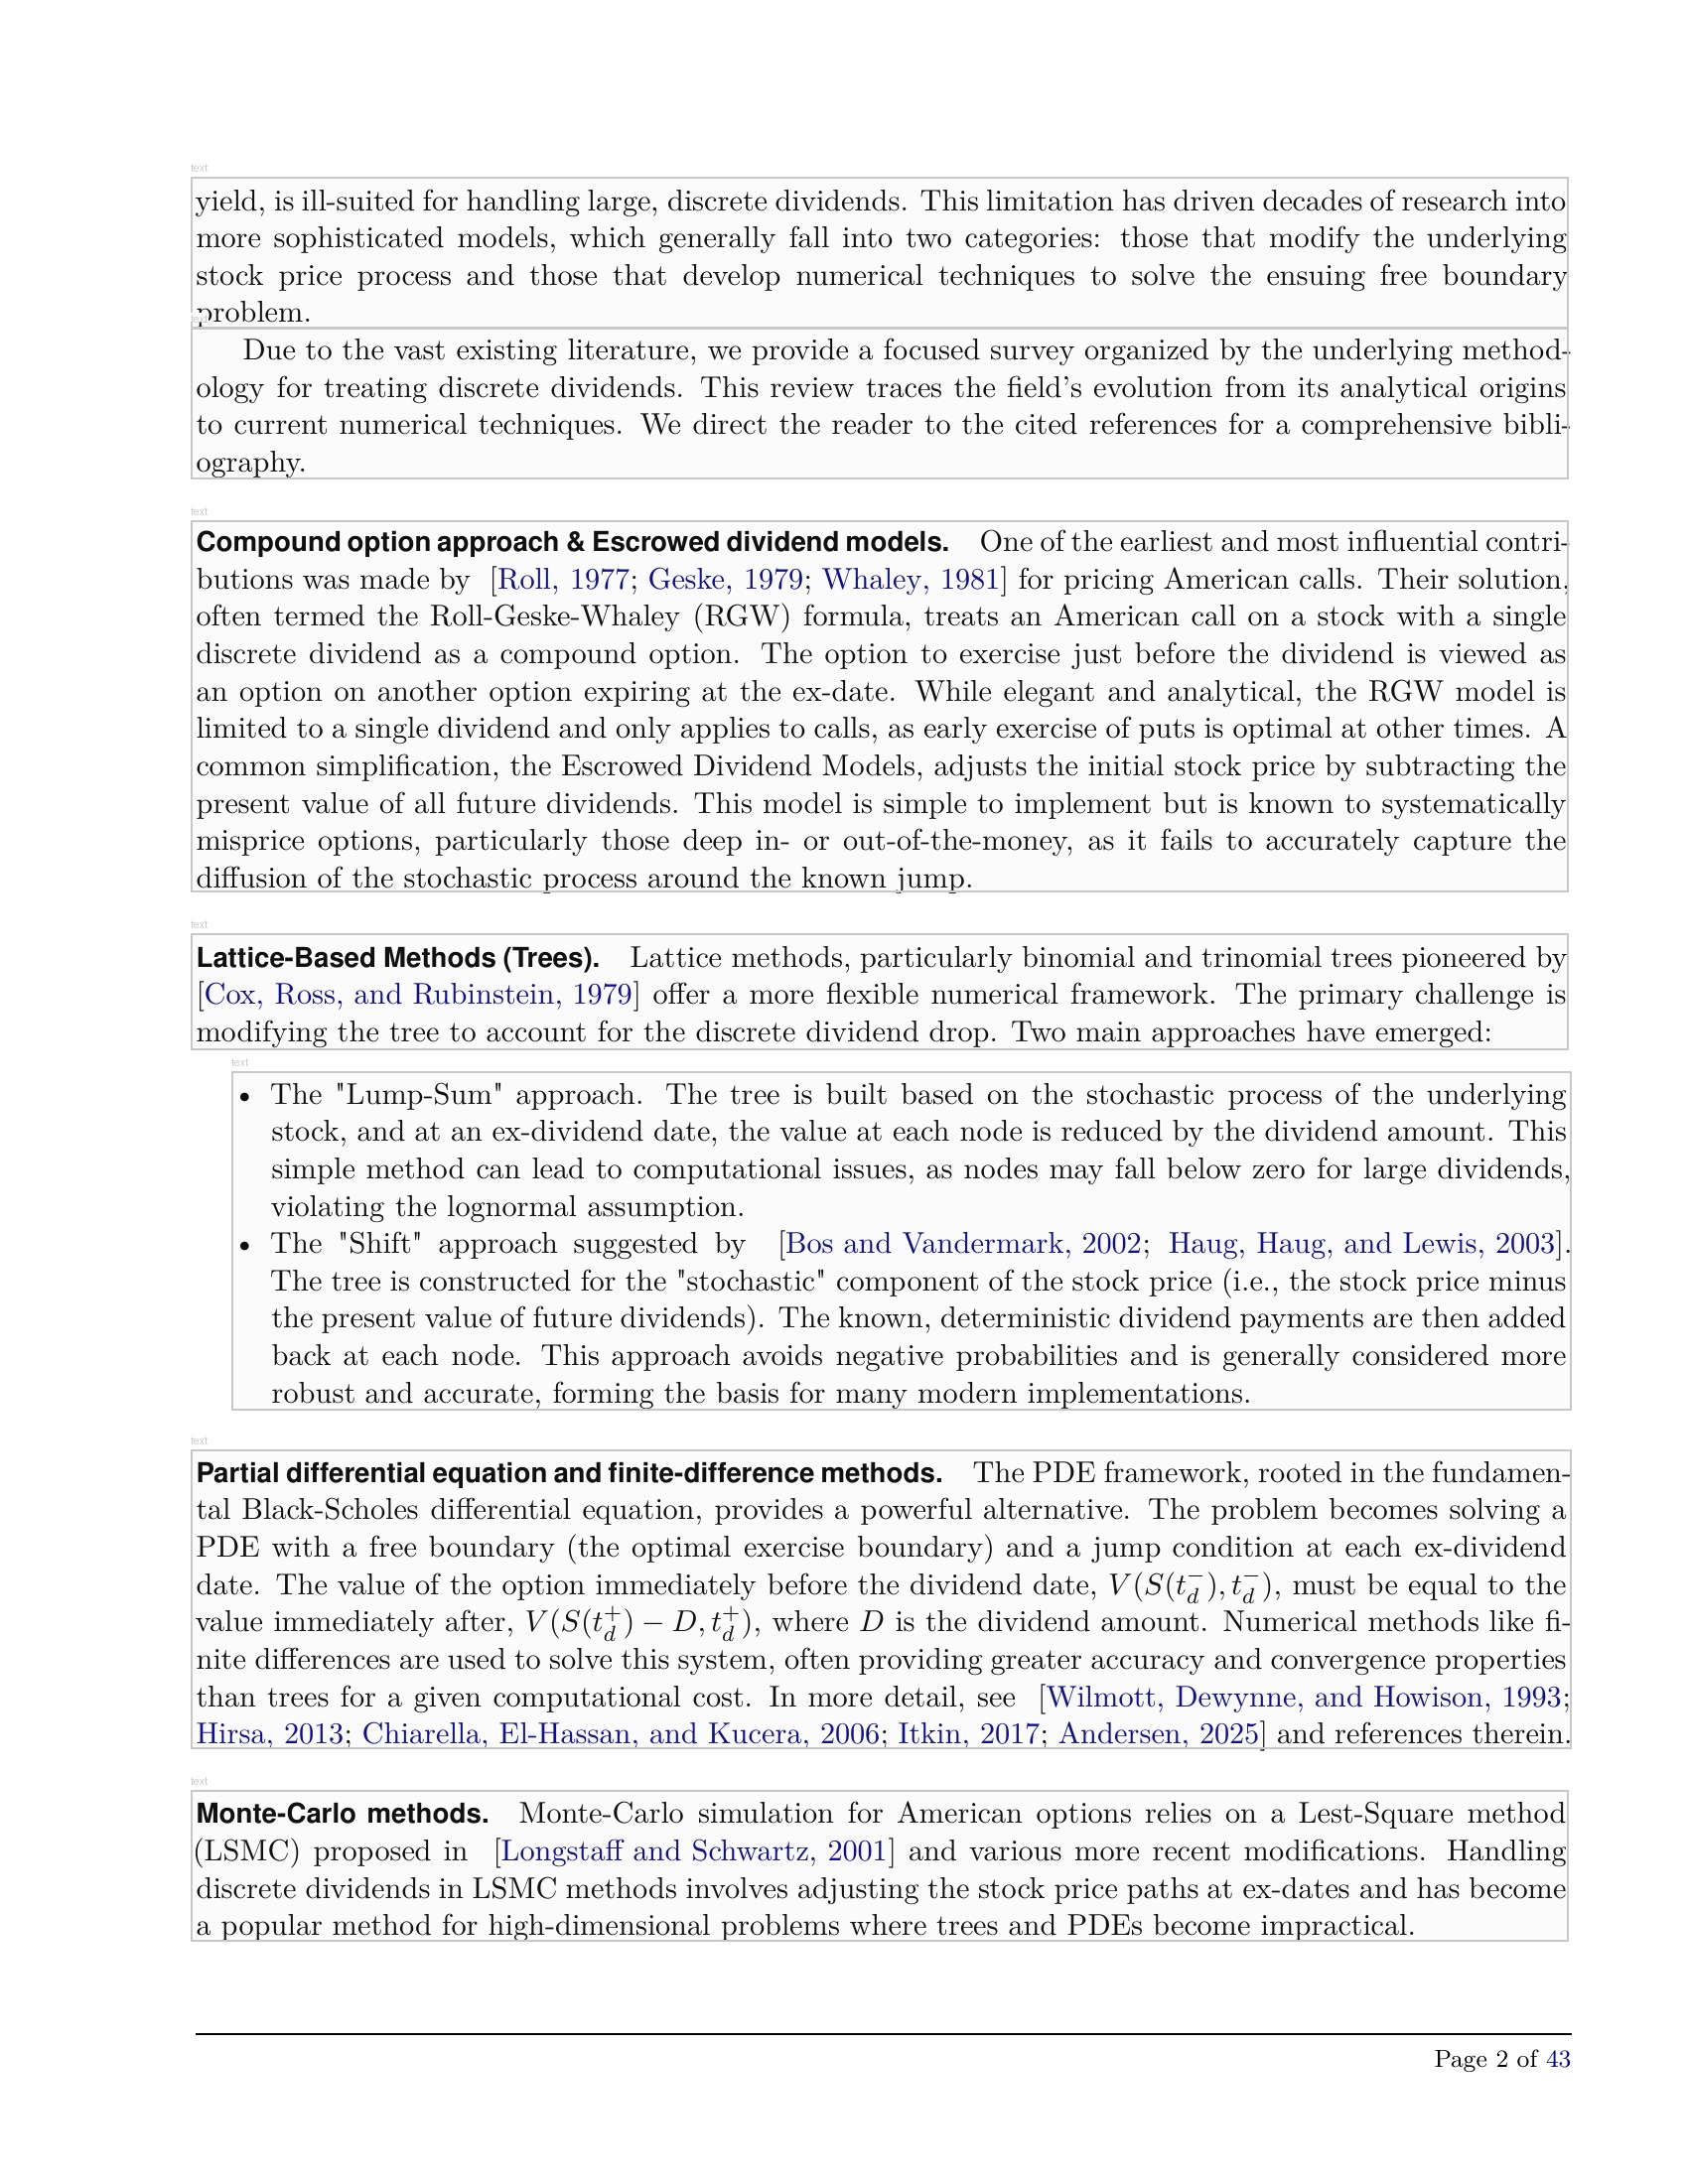 text
yield, is ill-suited for handling large, discrete dividends. This limitation has driven decades of research into
more sophisticated models, which generally fall into two categories: those that modify the underlying
stock price process and those that develop numerical techniques to solve the ensuing free boundary
problem.
text
Due to the vast existing literature, we provide a focused survey organized by the underlying method-
ology for treating discrete dividends. This review traces the field's evolution from its analytical origins
to current numerical techniques. We direct the reader to the cited references for a comprehensive bibli-
ography.
text
Compound option approach & Escrowed dividend models. One of the earliest and most influential contri-
butions was made by [Roll, 1977; Geske, 1979; Whaley, 1981] for pricing American calls. Their solution,
often termed the Roll-Geske-Whaley (RGW) formula, treats an American call on a stock with a single
discrete dividend as a compound option. The option to exercise just before the dividend is viewed as
an option on another option expiring at the ex-date. While elegant and analytical, the RGW model is
limited to a single dividend and only applies to calls, as early exercise of puts is optimal at other times. A
common simplification, the Escrowed Dividend Models, adjusts the initial stock price by subtracting the
present value of all future dividends. This model is simple to implement but is known to systematically
misprice options, particularly those deep in- or out-of-the-money, as it fails to accurately capture the
diffusion of the stochastic process around the known jump.
text
Lattice-Based Methods (Trees). Lattice methods, particularly binomial and trinomial trees pioneered by
[Cox, Ross, and Rubinstein, 1979] offer a more flexible numerical framework. The primary challenge is
modifying the tree to account for the discrete dividend drop. Two main approaches have emerged:
text
• The "Lump-Sum" approach. The tree is built based on the stochastic process of the underlying
stock, and at an ex-dividend date, the value at each node is reduced by the dividend amount. This
simple method can lead to computational issues, as nodes may fall below zero for large dividends,
violating the lognormal assumption.
• The "Shift" approach suggested by [Bos and Vandermark, 2002; Haug, Haug, and Lewis, 2003].
The tree is constructed for the "stochastic" component of the stock price (i.e., the stock price minus
the present value of future dividends). The known, deterministic dividend payments are then added
back at each node. This approach avoids negative probabilities and is generally considered more
robust and accurate, forming the basis for many modern implementations.
text
Partial differential equation and finite-difference methods. The PDE framework, rooted in the fundamen-
tal Black-Scholes differential equation, provides a powerful alternative. The problem becomes solving a
PDE with a free boundary (the optimal exercise boundary) and a jump condition at each ex-dividend
date. The value of the option immediately before the dividend date, $V(S(t_d^-), t_d^-)$, must be equal to the
value immediately after, $V(S(t_d^+) - D, t_d^+)$, where $D$ is the dividend amount. Numerical methods like fi-
nite differences are used to solve this system, often providing greater accuracy and convergence properties
than trees for a given computational cost. In more detail, see [Wilmott, Dewynne, and Howison, 1993;
Hirsa, 2013; Chiarella, El-Hassan, and Kucera, 2006; Itkin, 2017; Andersen, 2025] and references therein.
text
Monte-Carlo methods. Monte-Carlo simulation for American options relies on a Lest-Square method
(LSMC) proposed in [Longstaff and Schwartz, 2001] and various more recent modifications. Handling
discrete dividends in LSMC methods involves adjusting the stock price paths at ex-dates and has become
a popular method for high-dimensional problems where trees and PDEs become impractical.
Page 2 of 43